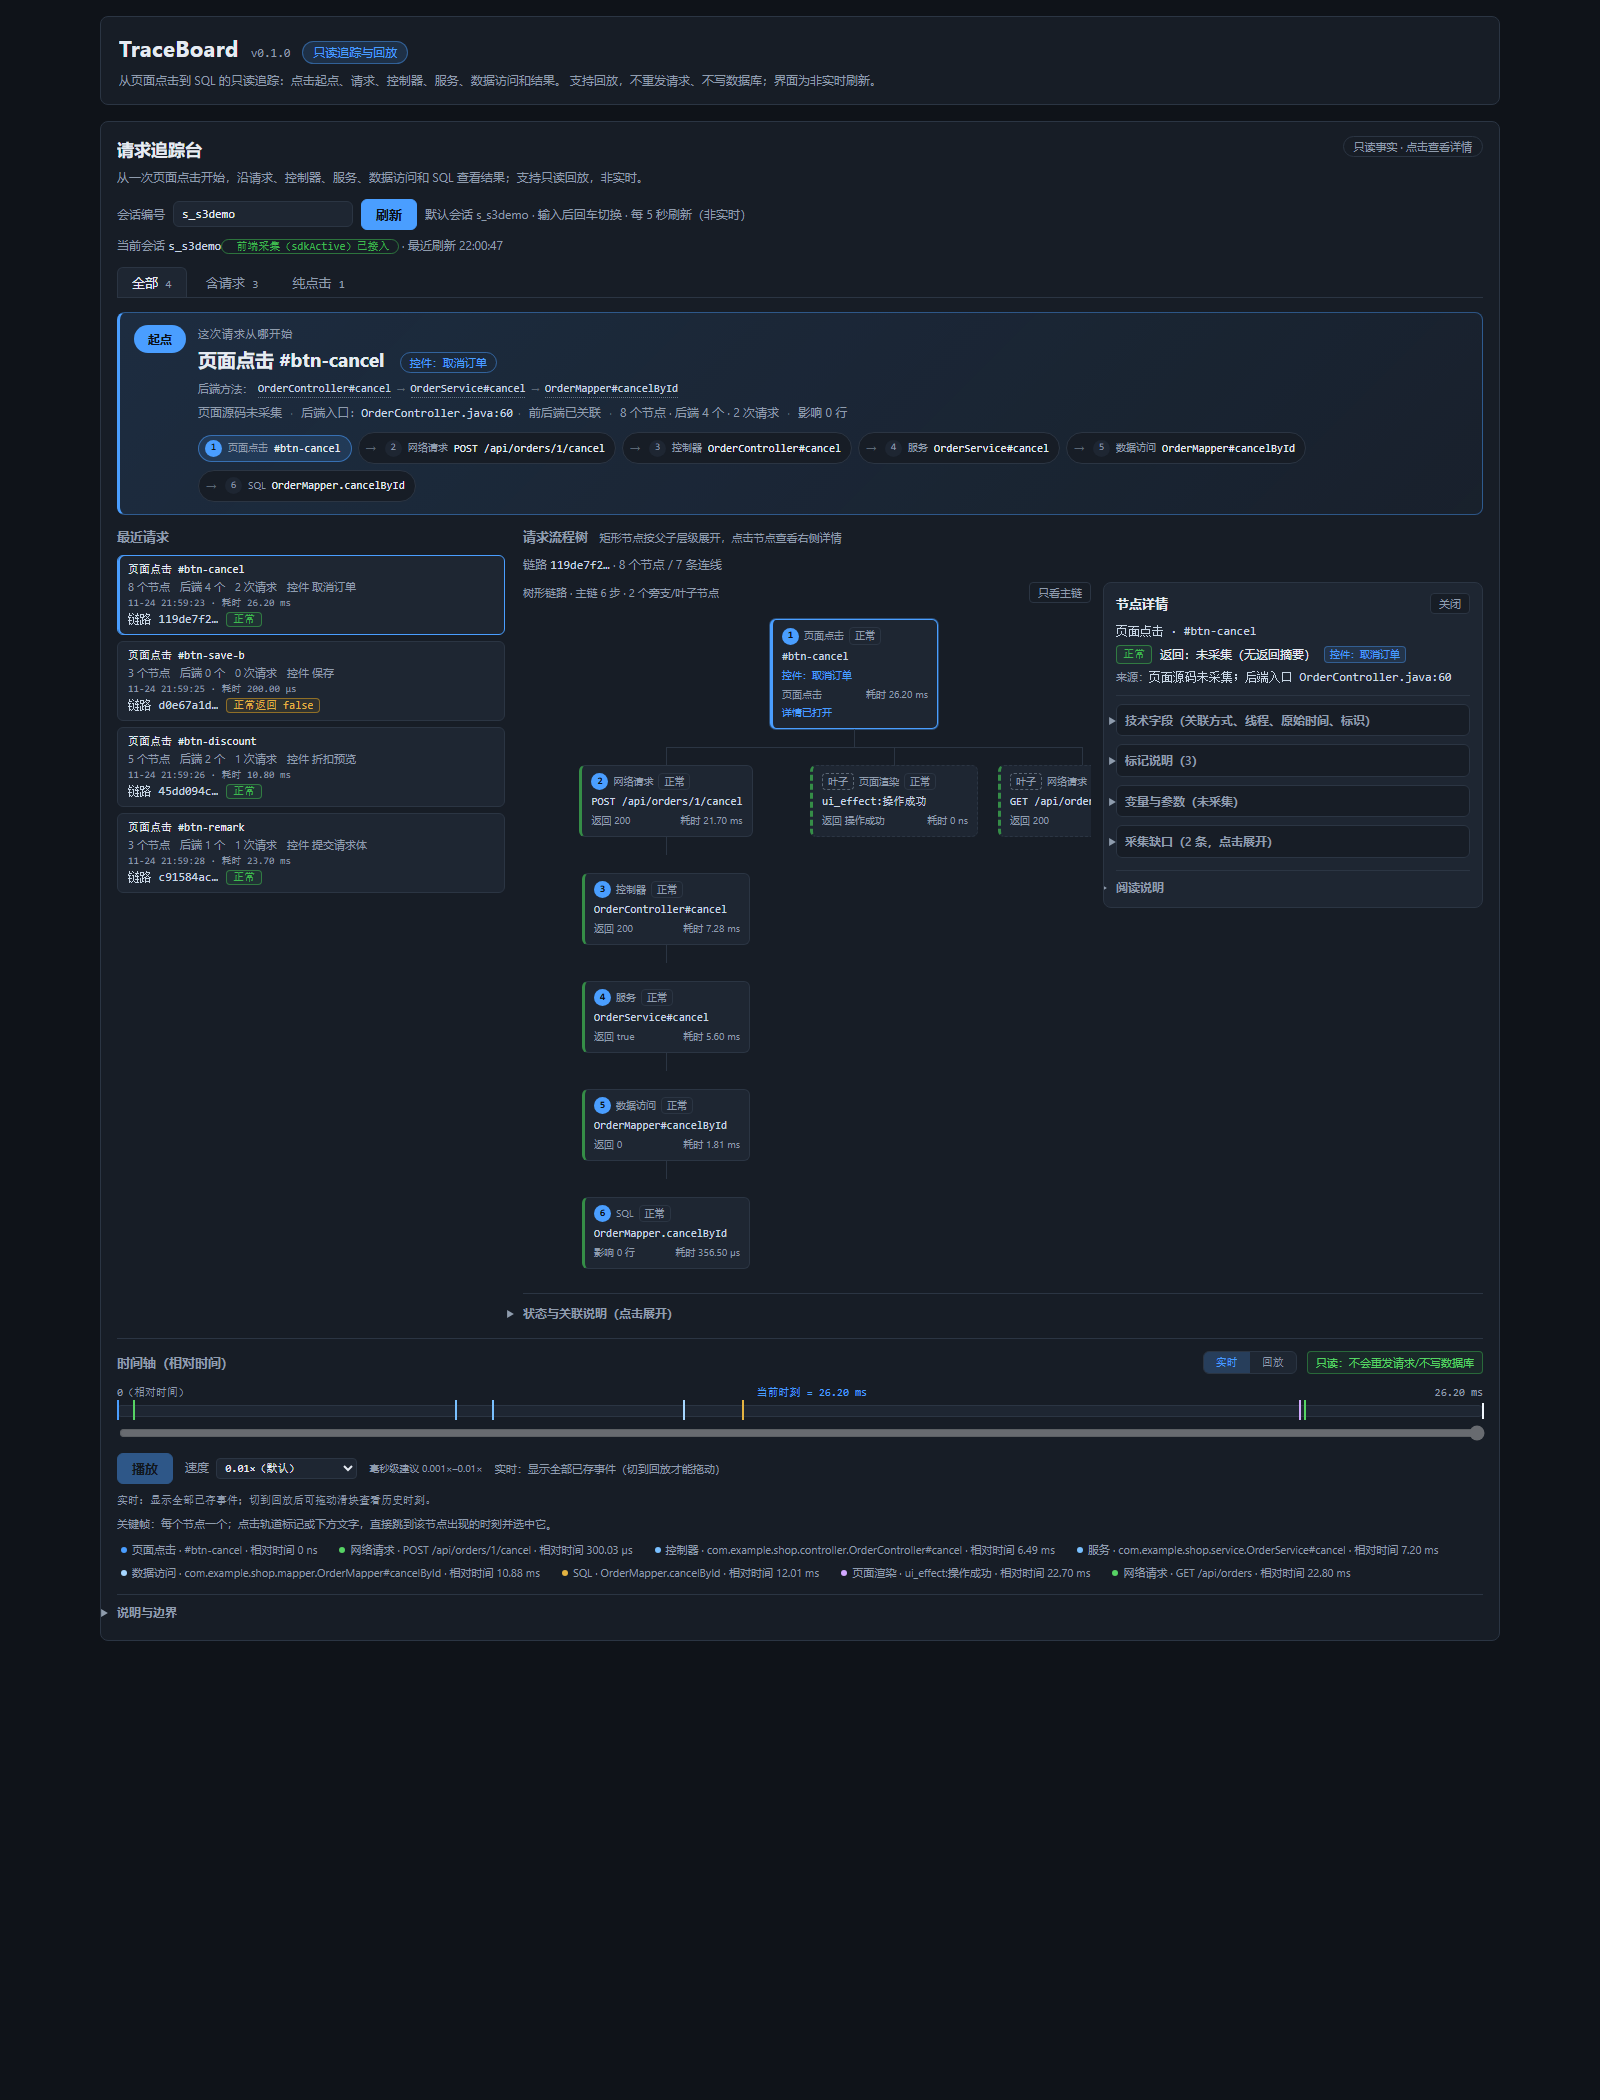 TraceBoard v0.1.0 只读追踪与回放
从页面点击到 SQL 的只读追踪：点击起点、请求、控制器、服务、数据访问和结果。 支持回放，不重发请求、不写数据库；界面为非实时刷新。
请求追踪台
只读事实 · 点击查看详情
从一次页面点击开始，沿请求、控制器、服务、数据访问和 SQL 查看结果；支持只读回放，非实时。
会话编号 s_s3demo 刷新 默认会话 s_s3demo · 输入后回车切换 · 每 5 秒刷新（非实时）
当前会话 s_s3demo 前端采集（sdkActive）已接入 · 最近刷新 22:00:47
全部 4 含请求 3 纯点击 1
起点 这次请求从哪开始
页面点击 #btn-cancel 控件：取消订单
后端方法： OrderController#cancel → OrderService#cancel → OrderMapper#cancelById
页面源码未采集 · 后端入口：OrderController.java:60 · 前后端已关联 · 8 个节点 · 后端 4 个 · 2 次请求 · 影响 0 行
1 页面点击 #btn-cancel → 2 网络请求 POST /api/orders/1/cancel → 3 控制器 OrderController#cancel → 4 服务 OrderService#cancel → 5 数据访问 OrderMapper#cancelById
→ 6 SQL OrderMapper.cancelById
最近请求
页面点击 #btn-cancel
8 个节点 后端 4 个 2 次请求 控件 取消订单
11-24 21:59:23 · 耗时 26.20 ms
链路 119de7f2… 正常
页面点击 #btn-save-b
3 个节点 后端 0 个 0 次请求 控件 保存
11-24 21:59:25 · 耗时 200.00 µs
链路 d0e67a1d… 正常返回 false
页面点击 #btn-discount
5 个节点 后端 2 个 1 次请求 控件 折扣预览
11-24 21:59:26 · 耗时 10.80 ms
链路 45dd094c… 正常
页面点击 #btn-remark
3 个节点 后端 1 个 1 次请求 控件 提交请求体
11-24 21:59:28 · 耗时 23.70 ms
链路 c91584ac… 正常
请求流程树 矩形节点按父子层级展开，点击节点查看右侧详情
链路 119de7f2… · 8 个节点 / 7 条连线
树形链路 · 主链 6 步 · 2 个旁支/叶子节点 只看主链
1 页面点击 正常
#btn-cancel
控件：取消订单
页面点击 耗时 26.20 ms
详情已打开
2 网络请求 正常
POST /api/orders/1/cancel
返回 200 耗时 21.70 ms
叶子 页面渲染 正常
ui_effect:操作成功
返回 操作成功 耗时 0 ns
叶子 网络请求
GET /api/order
返回 200
3 控制器 正常
OrderController#cancel
返回 200 耗时 7.28 ms
4 服务 正常
OrderService#cancel
返回 true 耗时 5.60 ms
5 数据访问 正常
OrderMapper#cancelById
返回 0 耗时 1.81 ms
6 SQL 正常
OrderMapper.cancelById
影响 0 行 耗时 356.50 µs
节点详情 关闭
页面点击 · #btn-cancel
正常 返回：未采集（无返回摘要） 控件：取消订单
来源：页面源码未采集；后端入口 OrderController.java:60
技术字段（关联方式、线程、原始时间、标识）
标记说明（3）
变量与参数（未采集）
采集缺口（2 条，点击展开）
阅读说明
状态与关联说明（点击展开）
时间轴（相对时间） 实时 回放 只读：不会重发请求/不写数据库
0（相对时间） 当前时刻 = 26.20 ms 26.20 ms
播放 速度 0.01×（默认） 毫秒级建议 0.001×–0.01× 实时：显示全部已存事件（切到回放才能拖动）
实时：显示全部已存事件；切到回放后可拖动滑块查看历史时刻。
关键帧：每个节点一个；点击轨道标记或下方文字，直接跳到该节点出现的时刻并选中它。
页面点击 · #btn-cancel · 相对时间 0 ns 网络请求 · POST /api/orders/1/cancel · 相对时间 300.03 µs 控制器 · com.example.shop.controller.OrderController#cancel · 相对时间 6.49 ms 服务 · com.example.shop.service.OrderService#cancel · 相对时间 7.20 ms
数据访问 · com.example.shop.mapper.OrderMapper#cancelById · 相对时间 10.88 ms SQL · OrderMapper.cancelById · 相对时间 12.01 ms 页面渲染 · ui_effect:操作成功 · 相对时间 22.70 ms 网络请求 · GET /api/orders · 相对时间 22.80 ms
说明与边界